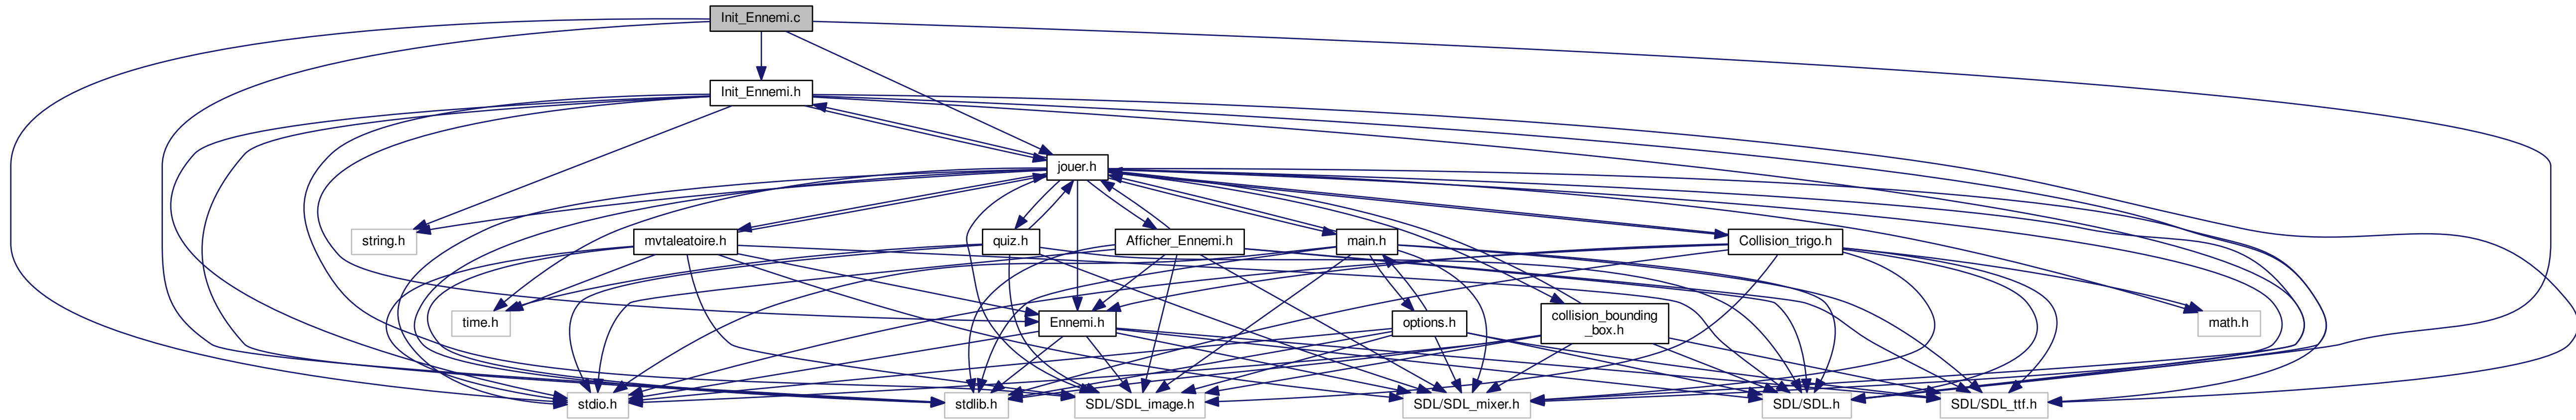 Init_Ennemi.c
Init_Ennemi.h
jouer.h
string.h
mvtaleatoire.h
quiz.h
Afficher_Ennemi.h
main.h
Collision_trigo.h
time.h
Ennemi.h
options.h
collision_bounding
_box.h
math.h
stdio.h
stdlib.h
SDL/SDL_image.h
SDL/SDL_mixer.h
SDL/SDL.h
SDL/SDL_ttf.h